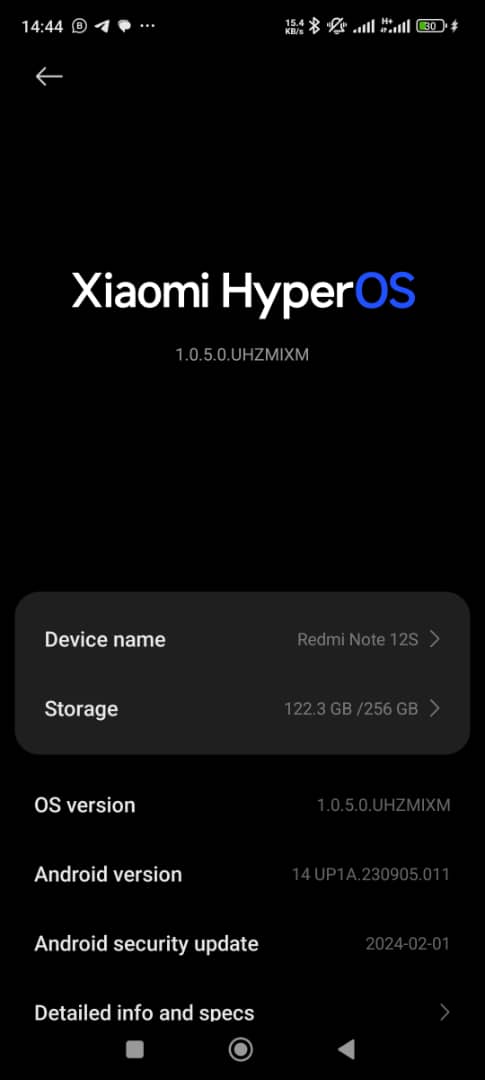 14:44
15.4
KB/s
H+
30
Xiaomi HyperOS
1.0.5.0.UHZMIXM
Device name Redmi Note 12S
Storage 122.3 GB /256 GB
OS version 1.0.5.0.UHZMIXM
Android version 14 UP1A.230905.011
Android security update 2024-02-01
Detailed info and specs